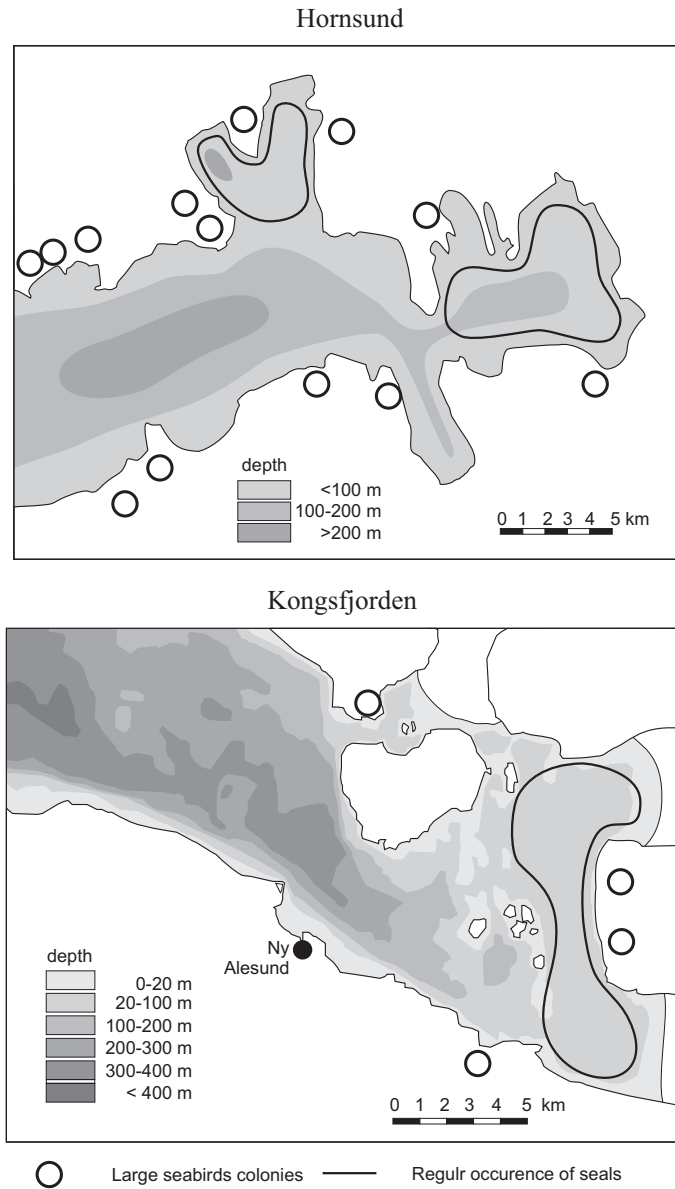 Hornsund
depth
<100 m
100-200 m
>200 m
0 1 2 3 4 5 km
Kongsfjorden
Ny
Alesund
depth
0-20 m
20-100 m
100-200 m
200-300 m
300-400 m
< 400 m
0 1 2 3 4 5 km
Large seabirds colonies
Regulr occurence of seals